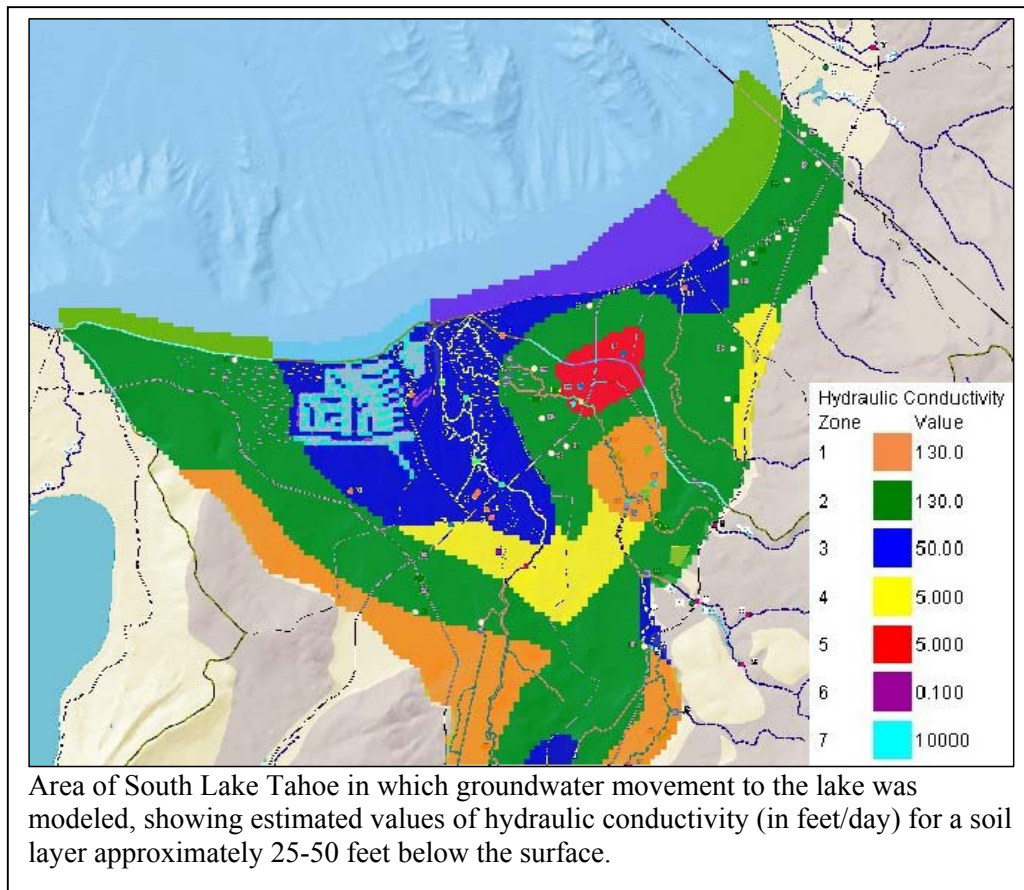 Hydraulic Conductivity
Zone Value
1 130.0
2 130.0
3 50.00
4 5.000
5 5.000
6 0.100
7 10000
Area of South Lake Tahoe in which groundwater movement to the lake was
modeled, showing estimated values of hydraulic conductivity (in feet/day) for a soil
layer approximately 25-50 feet below the surface.